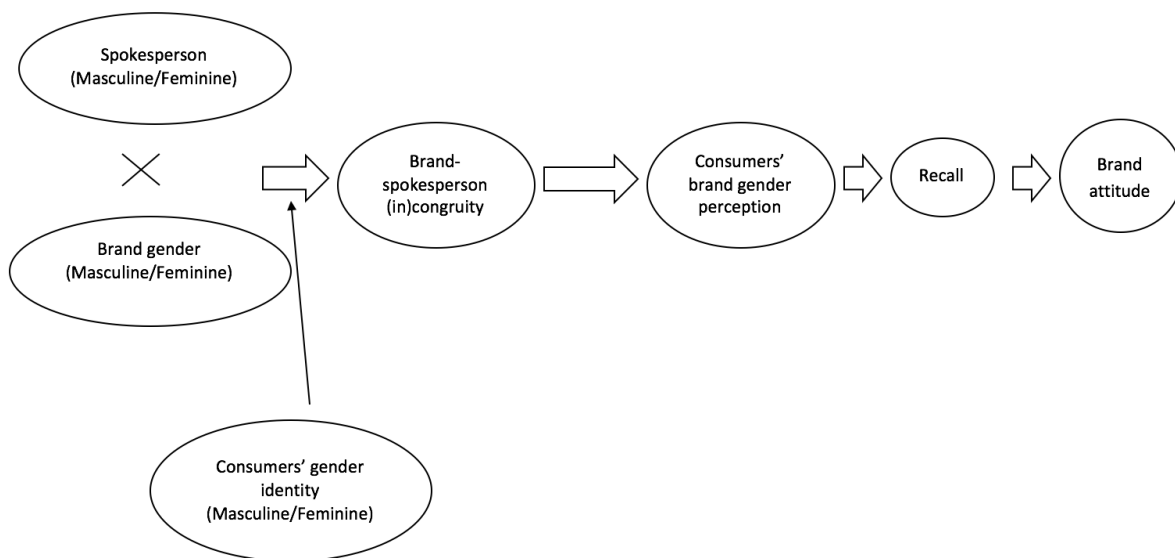 Spokesperson
(Masculine/Feminine)
Brand gender
(Masculine/Feminine)
Brand-
spokesperson
(in)congruity
Consumers’
brand gender
perception
Recall
Brand
attitude
Consumers’ gender
identity
(Masculine/Feminine)